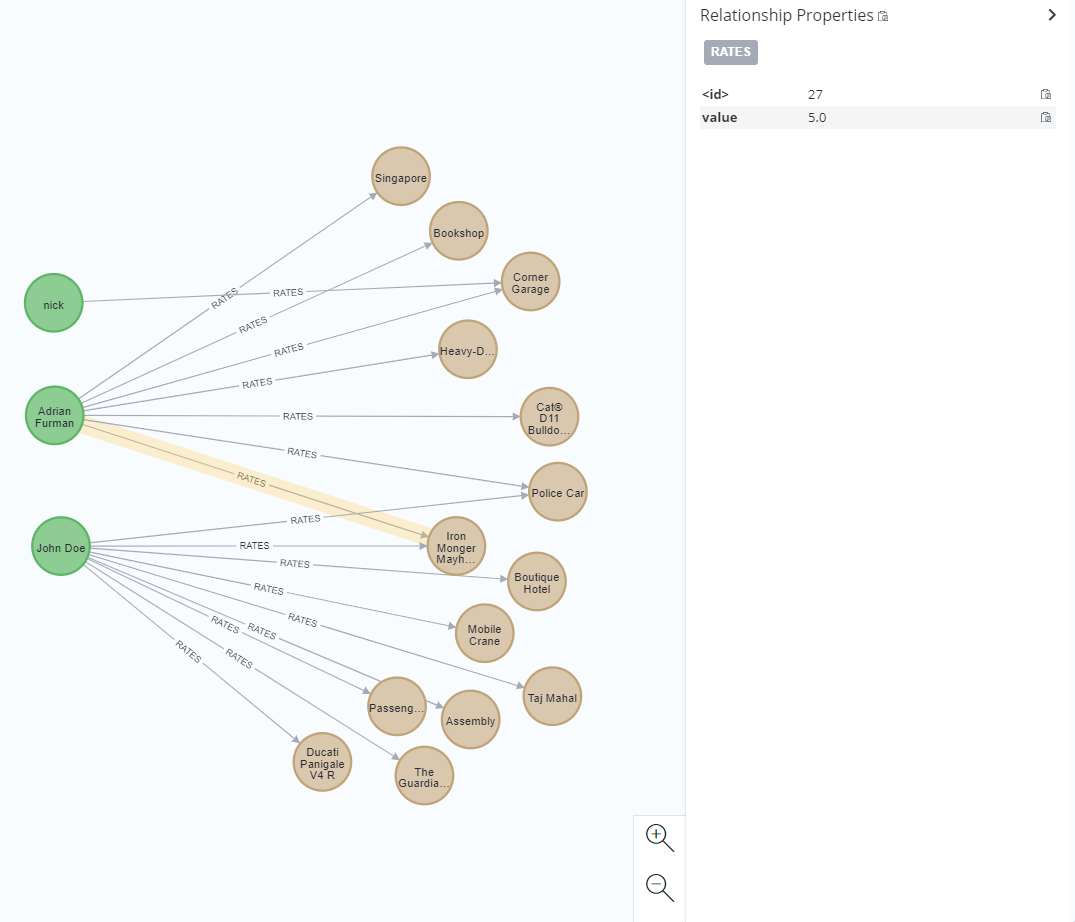 Relationship Properties
RATES
<id> 27
value 5.0
Singapore
Bookshop
Corner
Garage
nick
RATES
RATES
RATES
RATES
Heavy-D...
RATES
Adrian
Furman
RATES
Cat®
D11
Bulldo...
RATES
RATES
Police Car
RATES
John Doe
RATES
Iron
Monger
Mayh...
RATES
Boutique
Hotel
RATES
Mobile
Crane
RATES
RATES
RATES
RATES
RATES
Taj Mahal
Passeng...
Assembly
Ducati
Panigale
V4 R
The
Guardia...